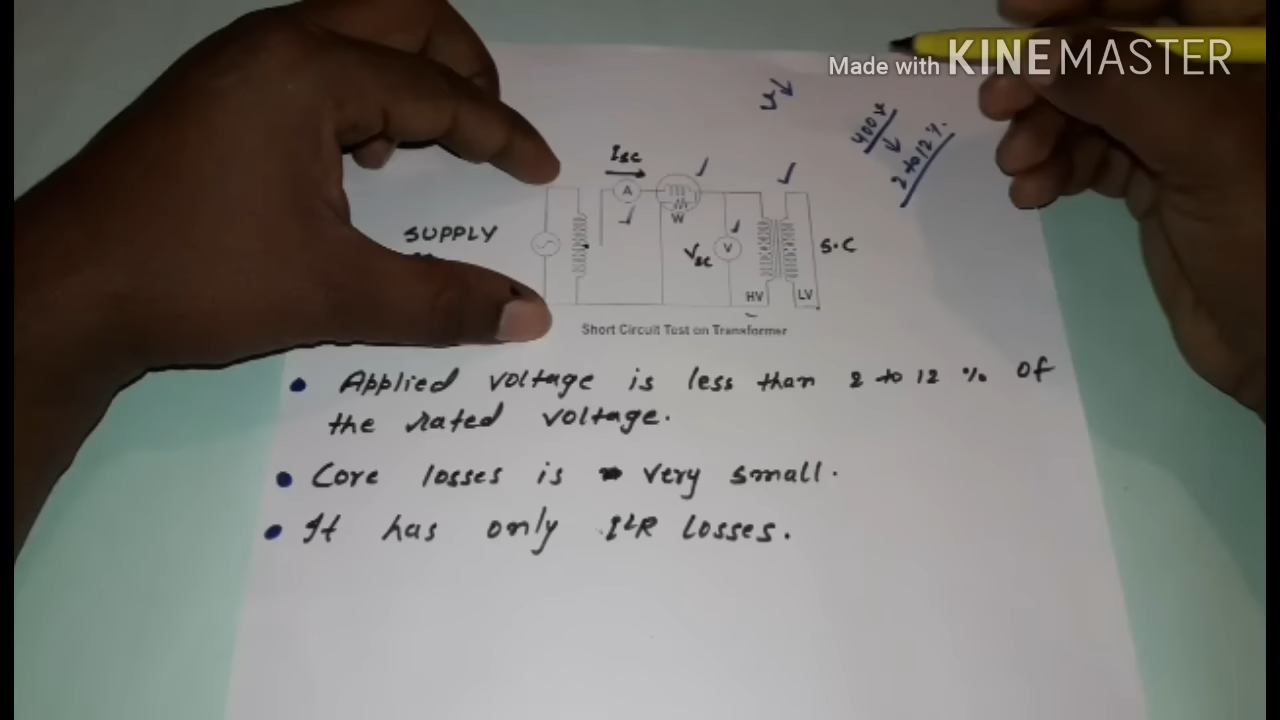 Made with KINEMASTER
V↓
400 v
↓
2 to 12 %.
Isc
A
W
SUPPLY
Vsc
V
S.C
HV
LV
Short Circuit Test on Transformer
• Applied voltage is less than 2 to 12 % of
the rated voltage.
• Core losses is very small.
• It has only I²R losses.